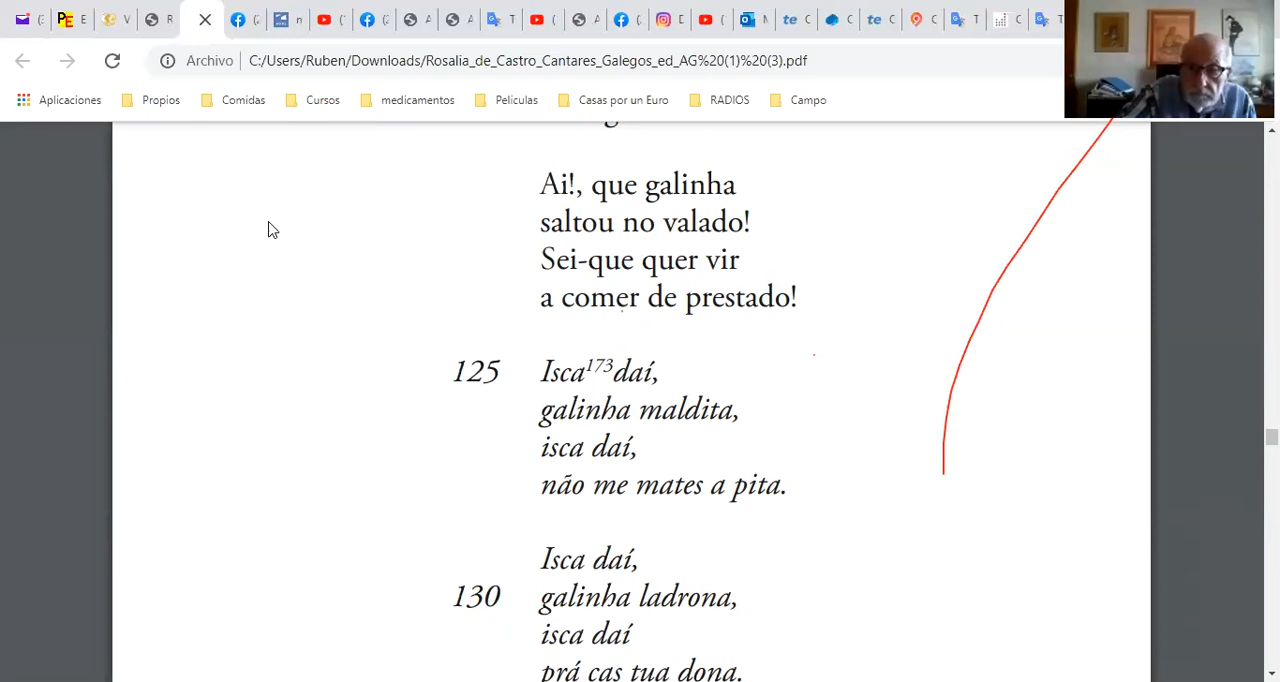 Archivo
C:/Users/Ruben/Downloads/Rosalia_de_Castro_Cantares_Galegos_ed_AG%20(1)%20(3).pdf
Aplicaciones Propios Comidas Cursos medicamentos Peliculas Casas por un Euro RADIOS Campo
Ai!, que galinha
saltou no valado!
Sei-que quer vir
a comer de prestado!
125 Isca173 daí,
galinha maldita,
isca daí,
não me mates a pita.
Isca daí,
130 galinha ladrona,
isca daí
prá cas tua dona.